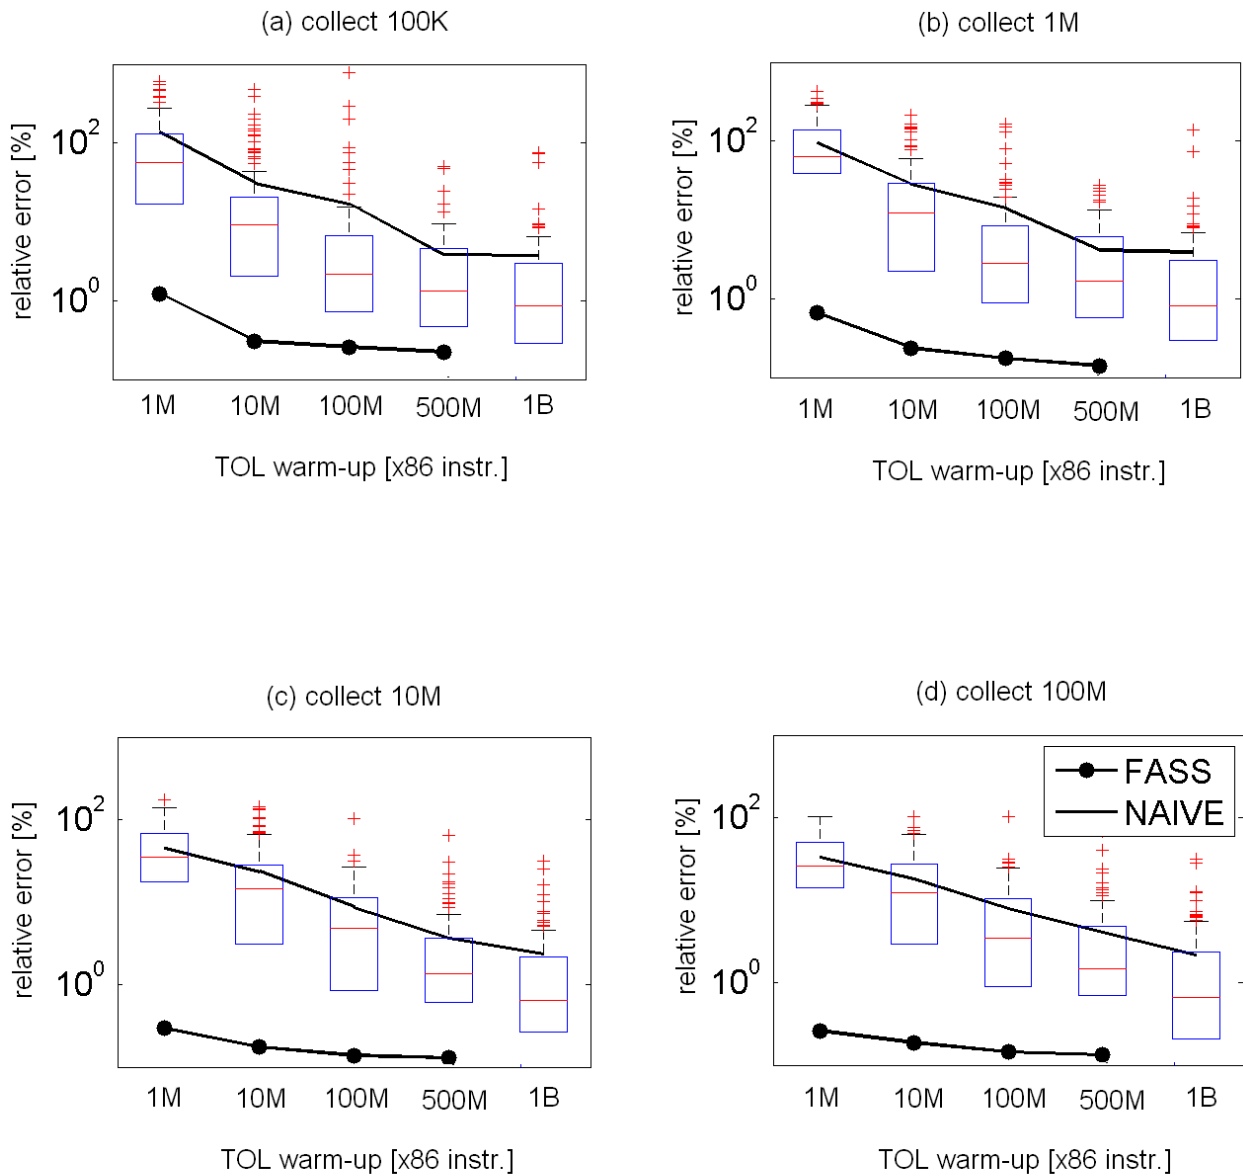 (a) collect 100K
relative error [%]
10^2
10^0
1M 10M 100M 500M 1B
TOL warm-up [x86 instr.]
(b) collect 1M
relative error [%]
10^2
10^0
1M 10M 100M 500M 1B
TOL warm-up [x86 instr.]
(c) collect 10M
relative error [%]
10^2
10^0
1M 10M 100M 500M 1B
TOL warm-up [x86 instr.]
(d) collect 100M
relative error [%]
10^2
10^0
FASS
NAIVE
1M 10M 100M 500M 1B
TOL warm-up [x86 instr.]